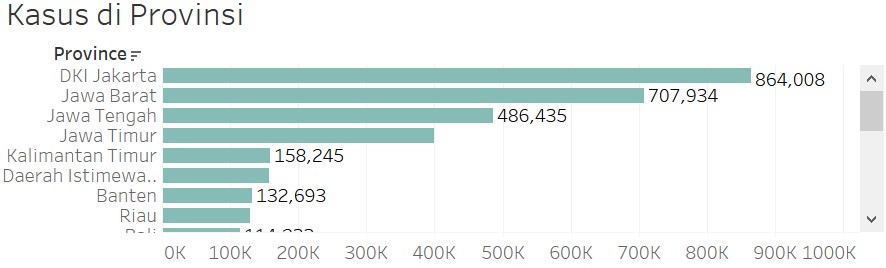 Kasus di Provinsi
Province
DKI Jakarta 864,008
Jawa Barat 707,934
Jawa Tengah 486,435
Jawa Timur
Kalimantan Timur 158,245
Daerah Istimewa..
Banten 132,693
Riau
0K 100K 200K 300K 400K 500K 600K 700K 800K 900K 1000K